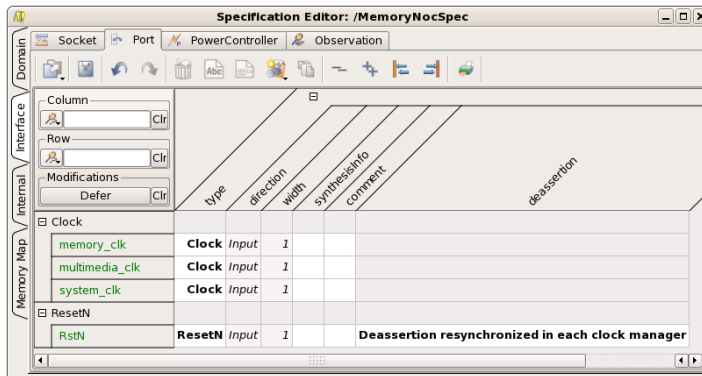 Specification Editor: /MemoryNocSpec
Socket Port PowerController Observation
Domain
Interface
Internal
Memory Map
Abc
Column
Clr
Row
Clr
Modifications
Defer Clr
type direction width synthesisInfo comment deassertion
Clock
memory_clk Clock Input 1
multimedia_clk Clock Input 1
system_clk Clock Input 1
ResetN
RstN ResetN Input 1 Deassertion resynchronized in each clock manager